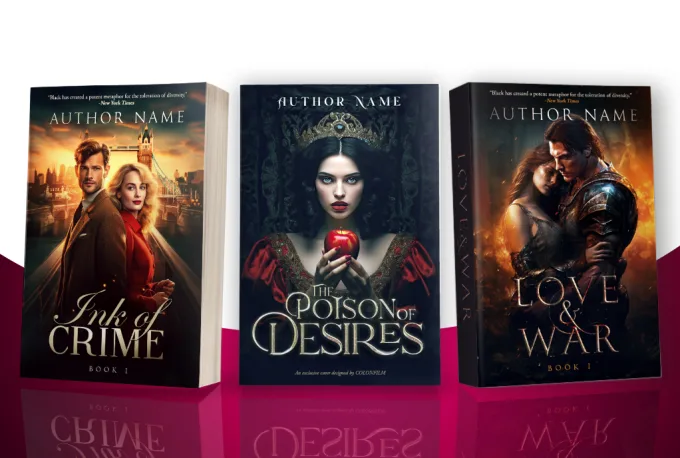 "Black has created a potent metaphor for the toleration of diversity."
-New York Times
AUTHOR NAME
Ink of
CRIME
BOOK 1
AUTHOR NAME
THE
POISON OF
DESIRES
An exclusive cover designed by COLONFILM
LOVE & WAR
"Black has created a potent metaphor for the toleration of diversity."
-New York Times
AUTHOR NAME
LOVE
&
WAR
BOOK 1